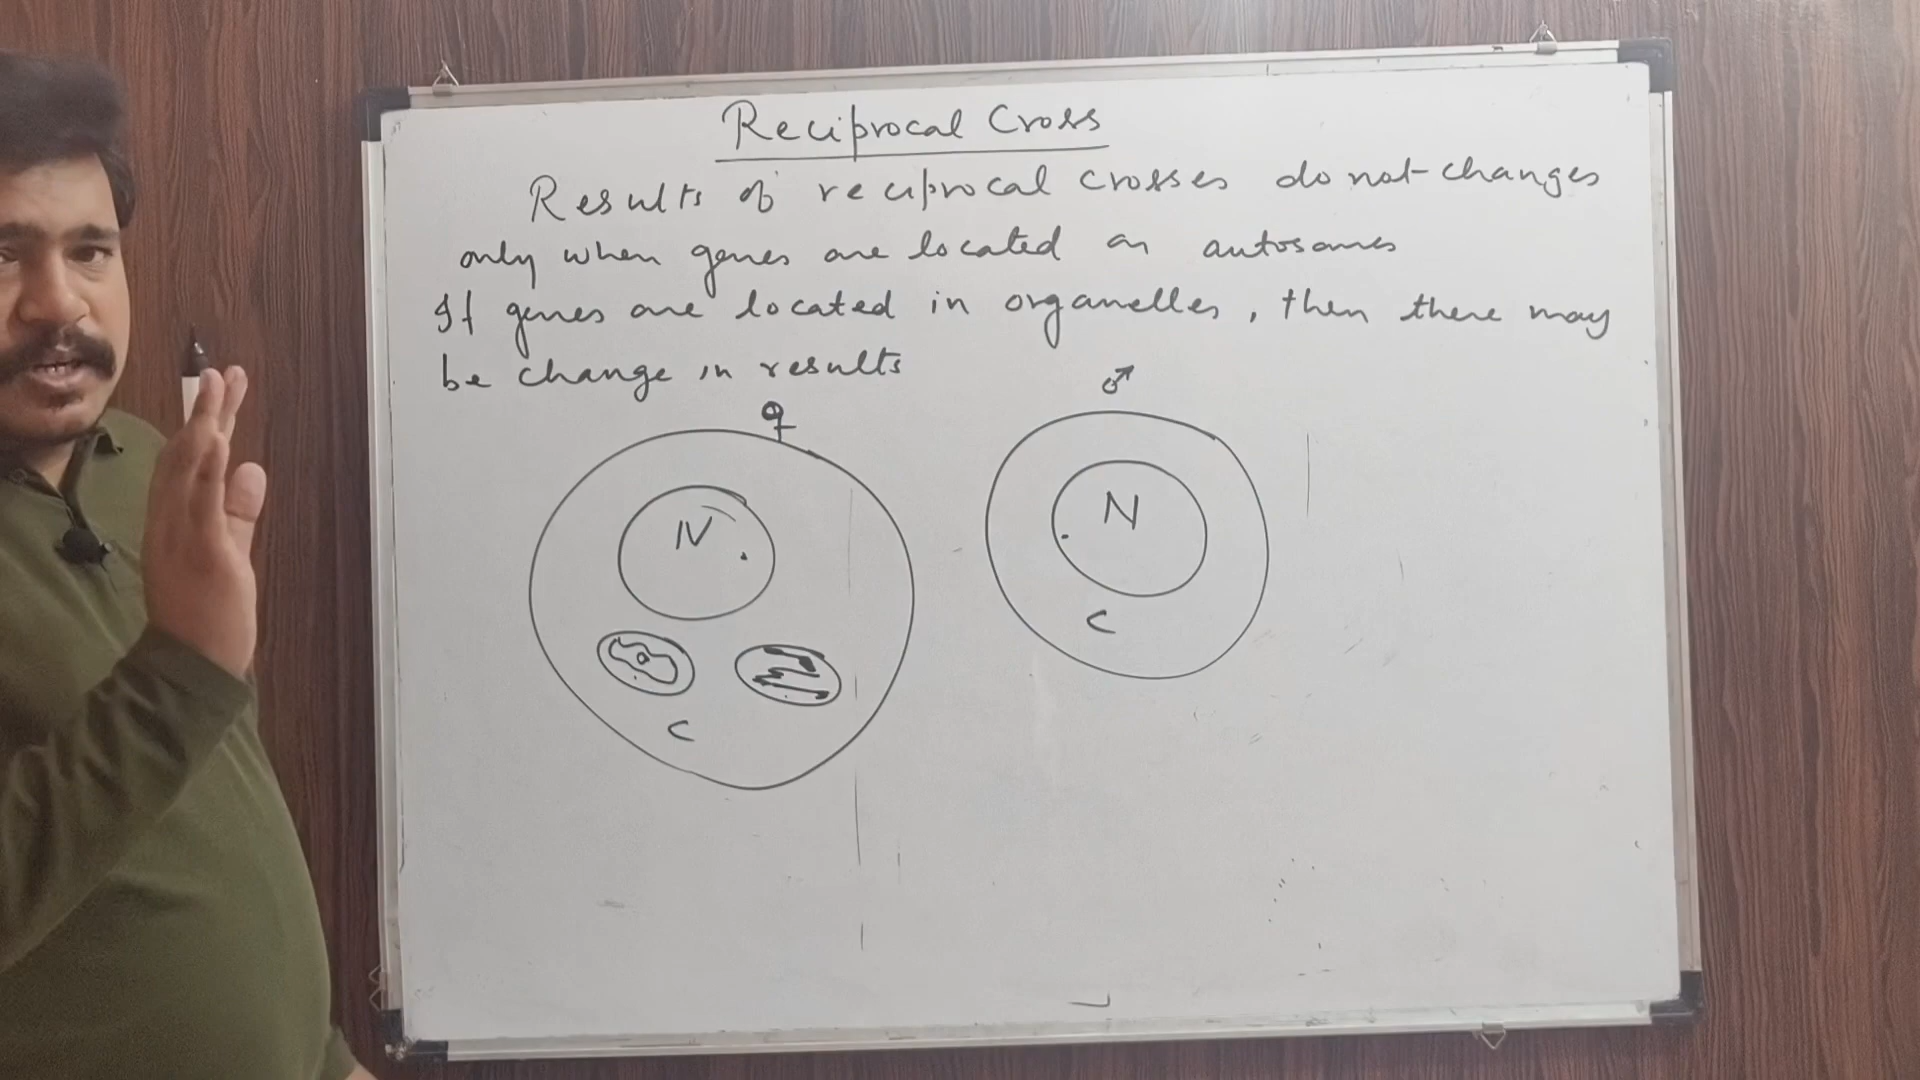 Reciprocal Cross
Results of reciprocal crosses do not changes
only when genes are located on autosomes
If genes are located in organelles, then there may
be change in results
♂
♀
N
N
C
C